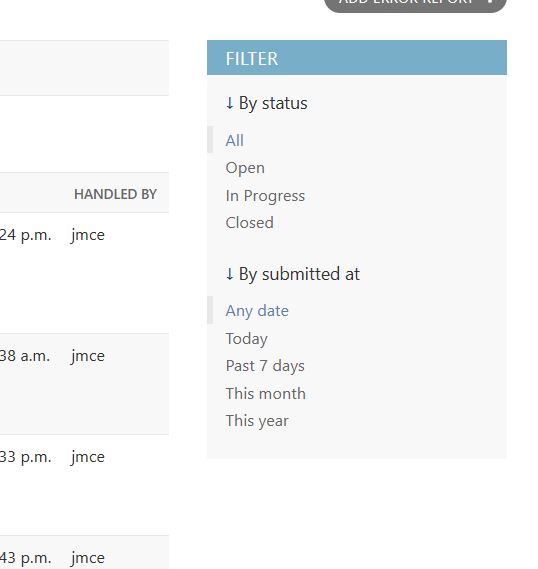 ADD ERROR REPORT +
FILTER
↓ By status
All
Open
In Progress
Closed
↓ By submitted at
Any date
Today
Past 7 days
This month
This year
HANDLED BY
24 p.m. jmce
38 a.m. jmce
33 p.m. jmce
43 p.m. jmce